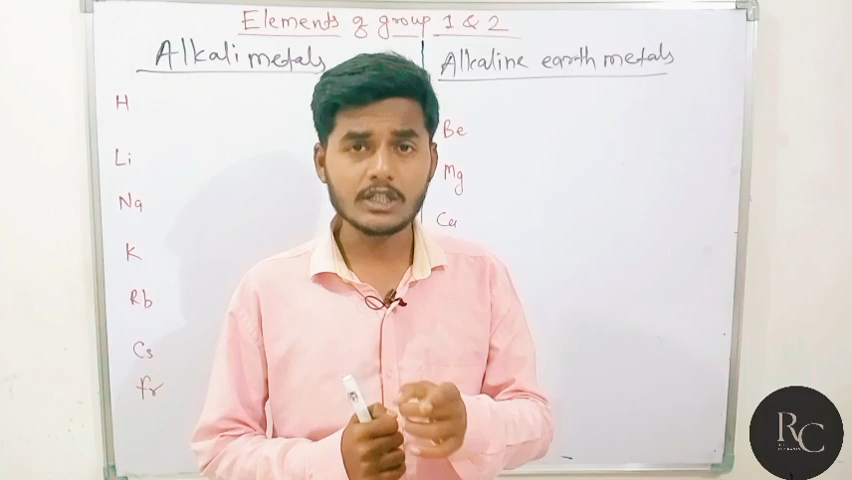 Elements of group 1 & 2
Alkali metals
Alkaline earth metals
H
Li
Na
K
Rb
Cs
Fr
Be
Mg
Ca
RC